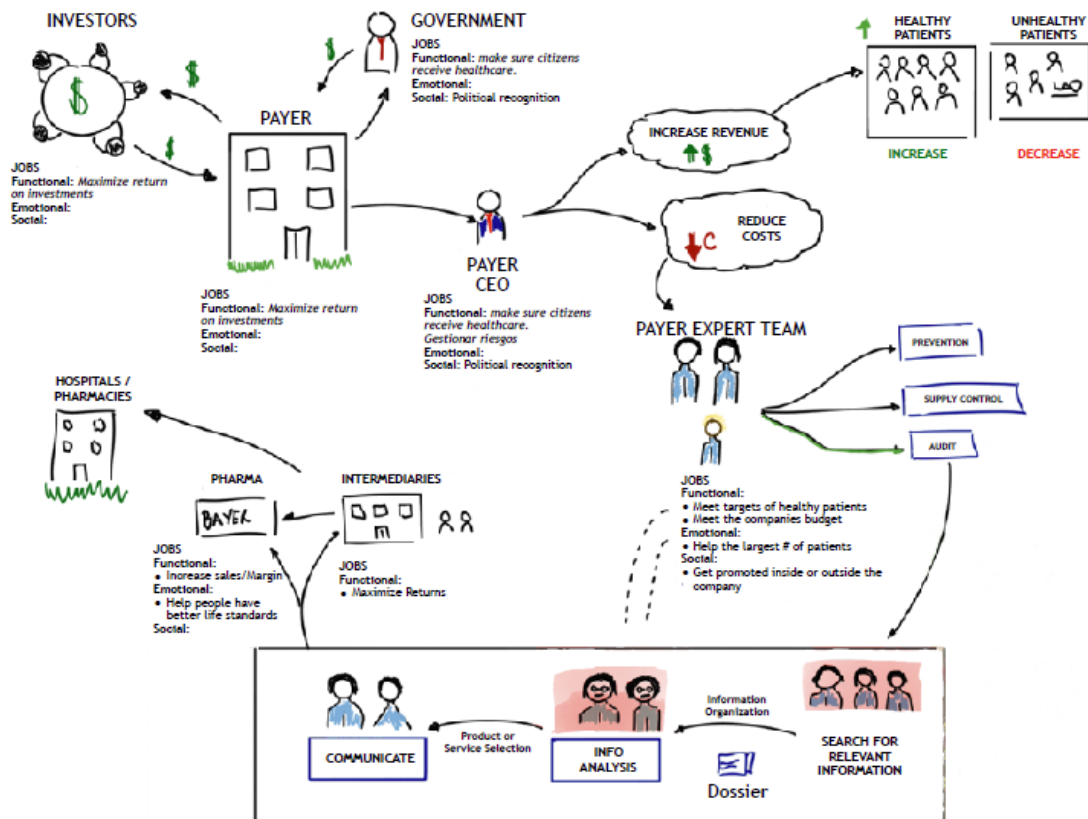 INVESTORS
$
$
$
JOBS
Functional: Maximize return
on investments
Emotional:
Social:
GOVERNMENT
$
JOBS
Functional: make sure citizens
receive healthcare.
Emotional:
Social: Political recognition
PAYER
JOBS
Functional: Maximize return
on investments
Emotional:
Social:
PAYER
CEO
JOBS
Functional: make sure citizens
receive healthcare.
Gestionar riesgos
Emotional:
Social: Political recognition
INCREASE REVENUE
$
REDUCE
COSTS
C
HEALTHY
PATIENTS
INCREASE
UNHEALTHY
PATIENTS
DECREASE
PAYER EXPERT TEAM
JOBS
Functional:
• Meet targets of healthy patients
• Meet the companies budget
Emotional:
• Help the largest # of patients
Social:
• Get promoted inside or outside the
company
PREVENTION
SUPPLY CONTROL
AUDIT
HOSPITALS /
PHARMACIES
PHARMA
BAYER
JOBS
Functional:
• Increase sales/Margin
Emotional:
• Help people have
better life standards
Social:
INTERMEDIARIES
JOBS
Functional:
• Maximize Returns
SEARCH FOR
RELEVANT
INFORMATION
Information
Organization
Dossier
INFO
ANALYSIS
Product or
Service Selection
COMMUNICATE